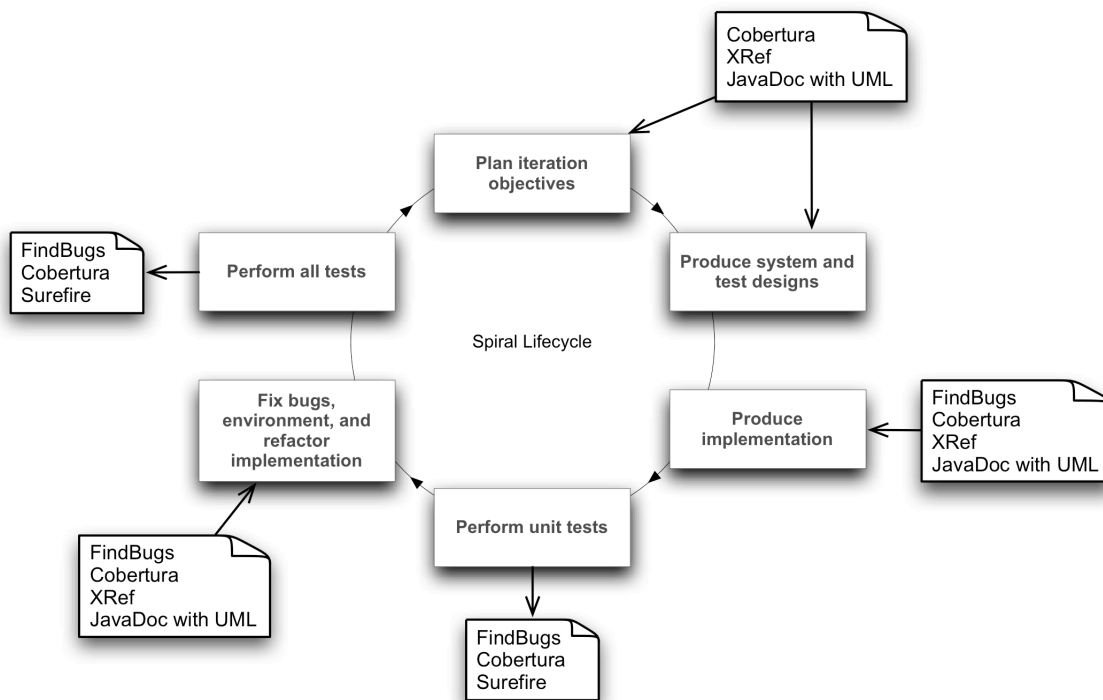 Cobertura
XRef
JavaDoc with UML
Plan iteration
objectives
FindBugs
Cobertura
Surefire
Perform all tests
Produce system and
test designs
Spiral Lifecycle
Fix bugs,
environment, and
refactor
implementation
Produce
implementation
FindBugs
Cobertura
XRef
JavaDoc with UML
Perform unit tests
FindBugs
Cobertura
XRef
JavaDoc with UML
FindBugs
Cobertura
Surefire